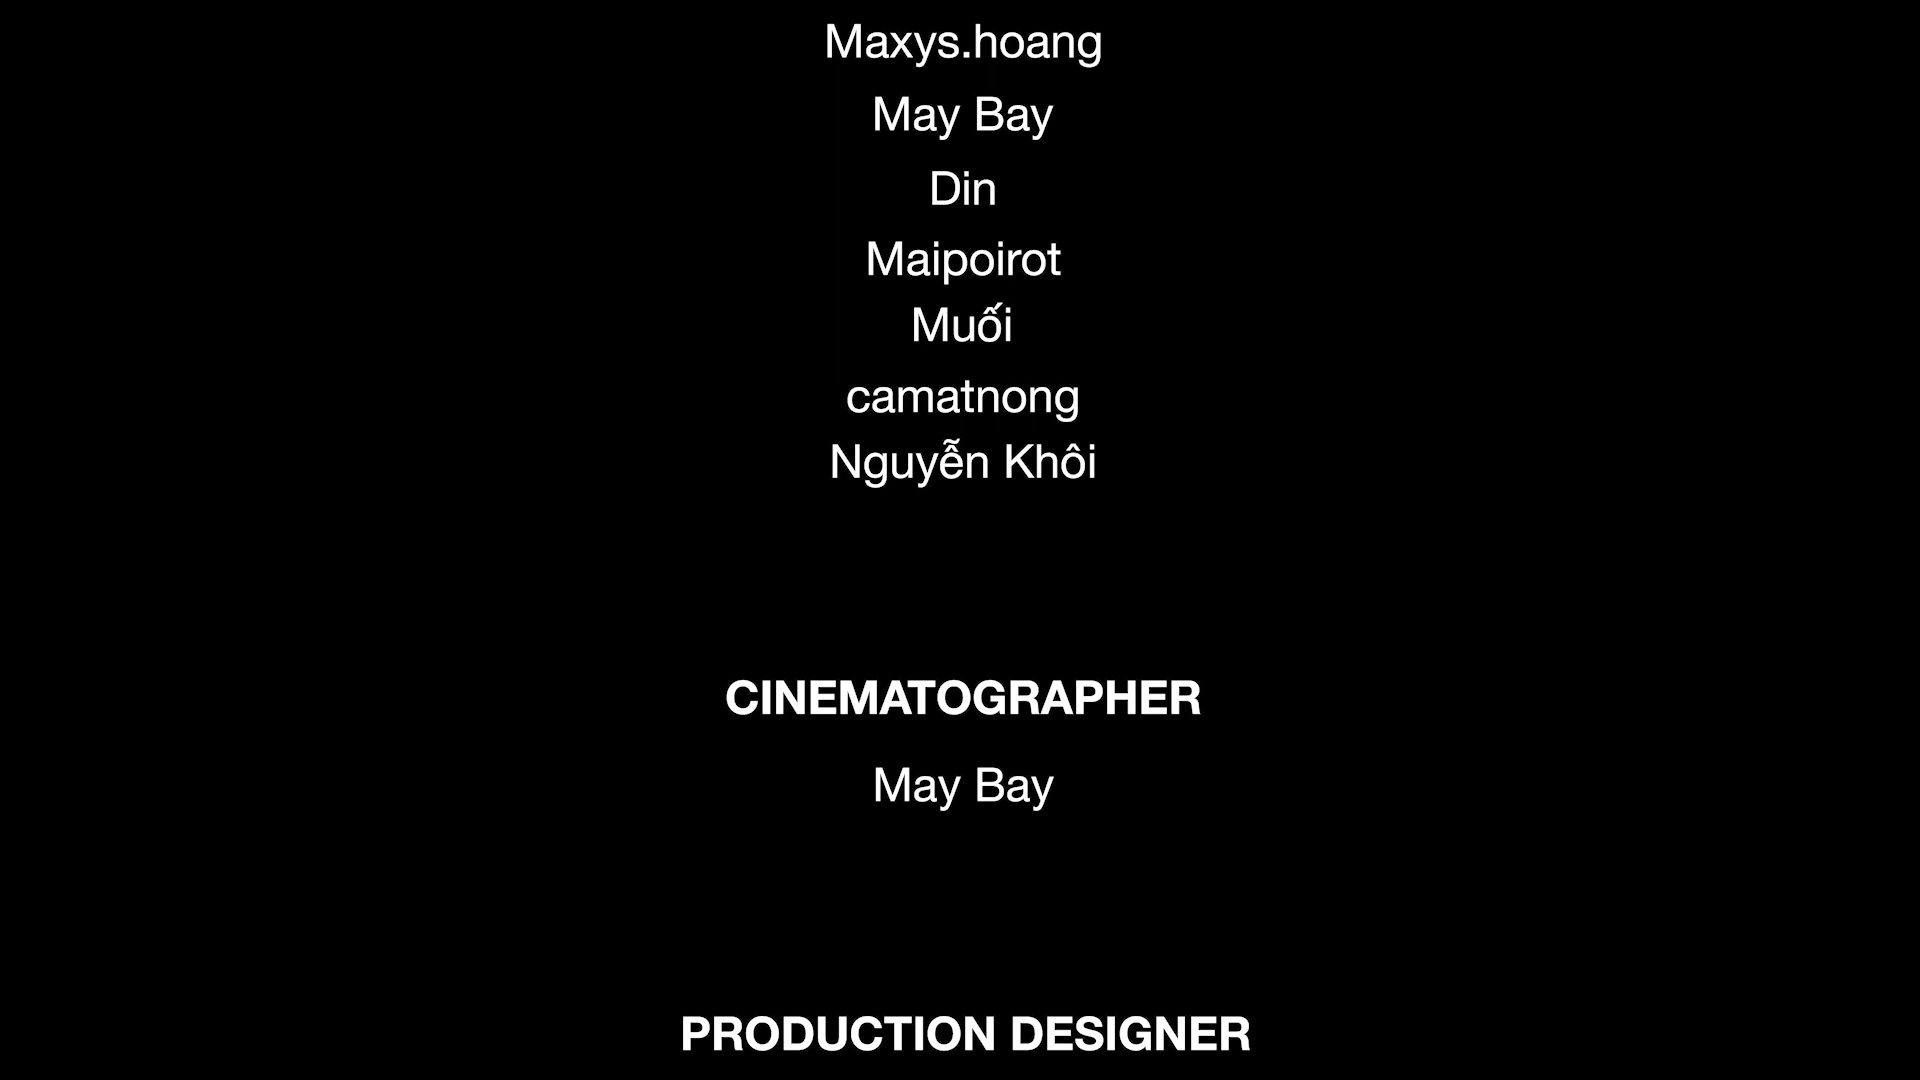 Maxys.hoang
May Bay
Din
Maipoirot
Muối
camatnong
Nguyễn Khôi
CINEMATOGRAPHER
May Bay
PRODUCTION DESIGNER